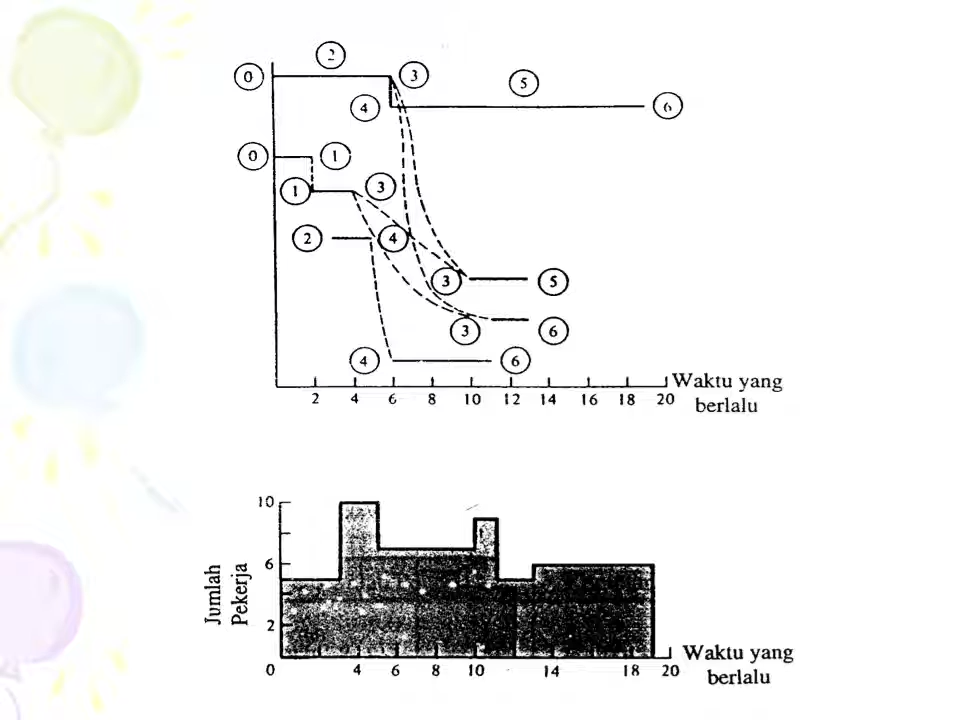 2
0 3 5
4 6
0 1
1 3
2 4
3 5
3 6
4 6
2 4 6 8 10 12 14 16 18 20 Waktu yang
berlalu
10
6
2
Jumlah
Pekerja
0 4 6 8 10 14 18 20 Waktu yang
berlalu